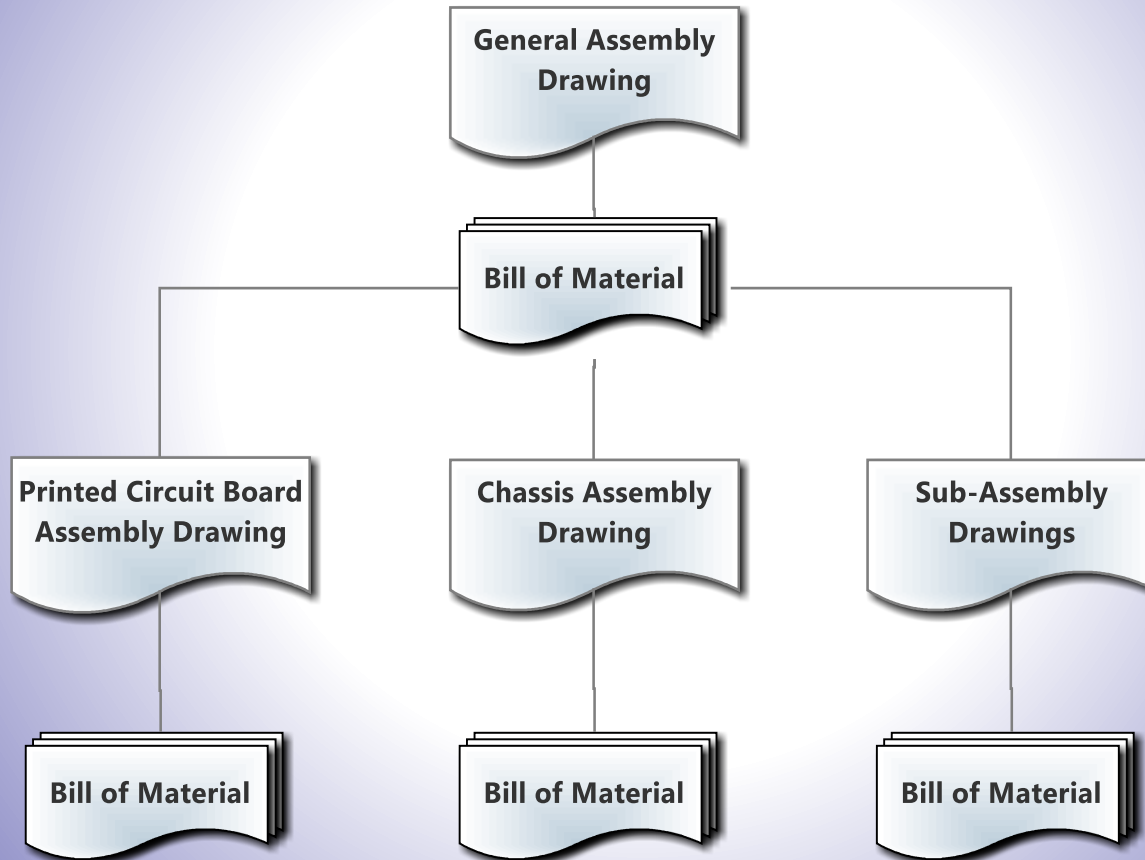 General Assembly
Drawing
Bill of Material
Printed Circuit Board
Assembly Drawing
Chassis Assembly
Drawing
Sub-Assembly
Drawings
Bill of Material
Bill of Material
Bill of Material